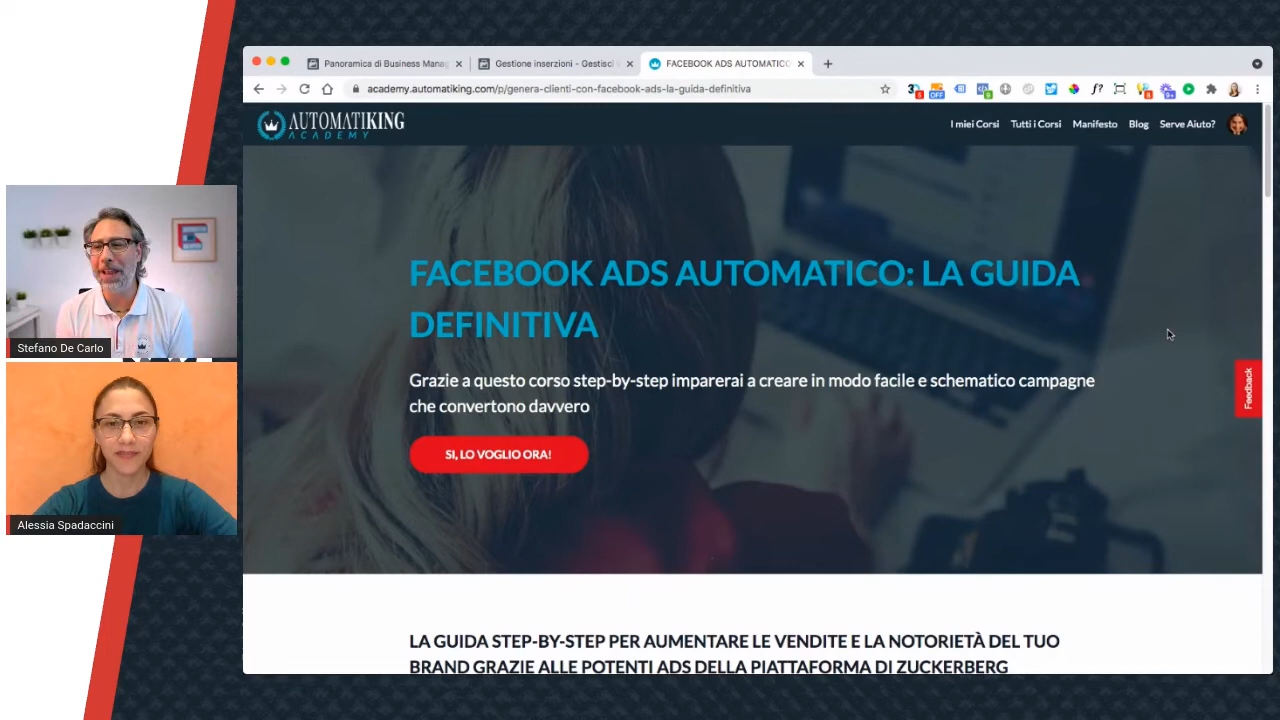 Panoramica di Business Manag
Gestione inserzioni - Gestisci i
FACEBOOK ADS AUTOMATICO
academy.automatiking.com/p/genera-clienti-con-facebook-ads-la-guida-definitiva
AUTOMATIKING
ACADEMY
I miei Corsi
Tutti i Corsi
Manifesto
Blog
Serve Aiuto?
FACEBOOK ADS AUTOMATICO: LA GUIDA
DEFINITIVA
Grazie a questo corso step-by-step imparerai a creare in modo facile e schematico campagne
che convertono davvero
SI, LO VOGLIO ORA!
Feedback
LA GUIDA STEP-BY-STEP PER AUMENTARE LE VENDITE E LA NOTORIETÀ DEL TUO
BRAND GRAZIE ALLE POTENTI ADS DELLA PIATTAFORMA DI ZUCKERBERG
Stefano De Carlo
Alessia Spadaccini